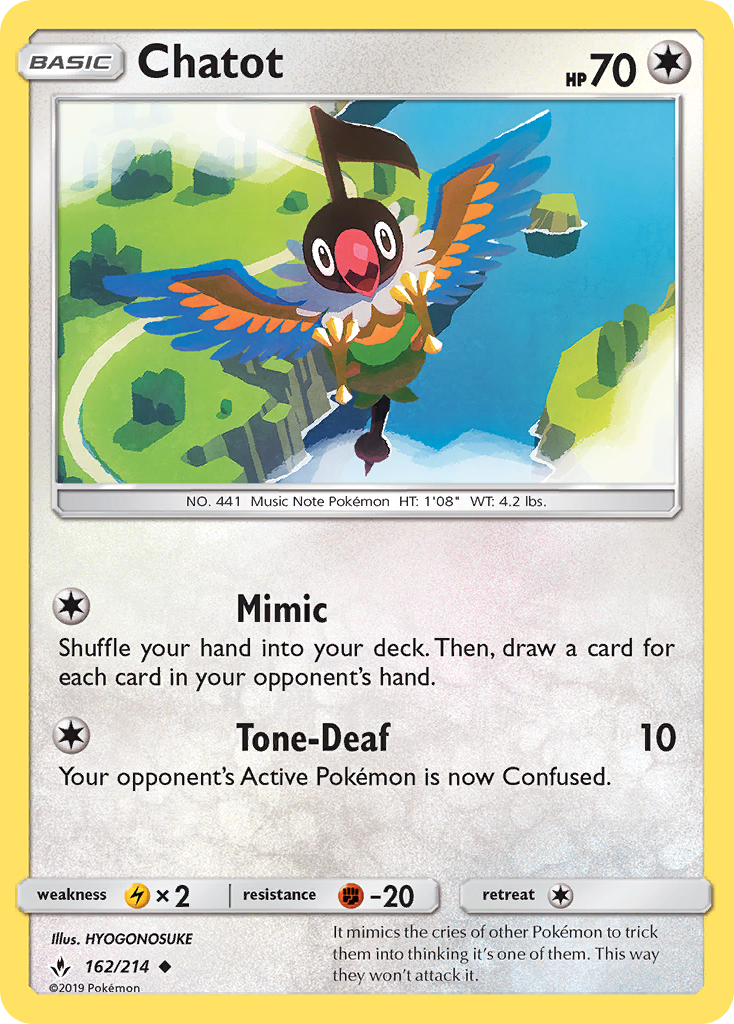 BASIC Chatot HP 70
NO. 441 Music Note Pokémon HT: 1'08" WT: 4.2 lbs.
Mimic
Shuffle your hand into your deck. Then, draw a card for
each card in your opponent's hand.
Tone-Deaf 10
Your opponent's Active Pokémon is now Confused.
weakness ×2 resistance -20 retreat
Illus. HYOGONOSUKE
162/214
©2019 Pokémon
It mimics the cries of other Pokémon to trick
them into thinking it's one of them. This way
they won't attack it.